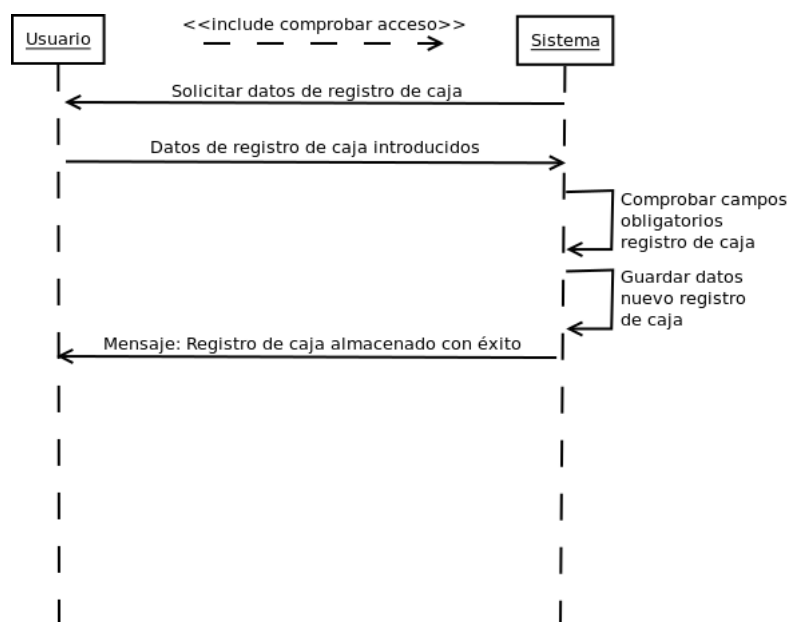 <<include comprobar acceso>>
Usuario
Sistema
Solicitar datos de registro de caja
Datos de registro de caja introducidos
Comprobar campos
obligatorios
registro de caja
Guardar datos
nuevo registro
de caja
Mensaje: Registro de caja almacenado con éxito